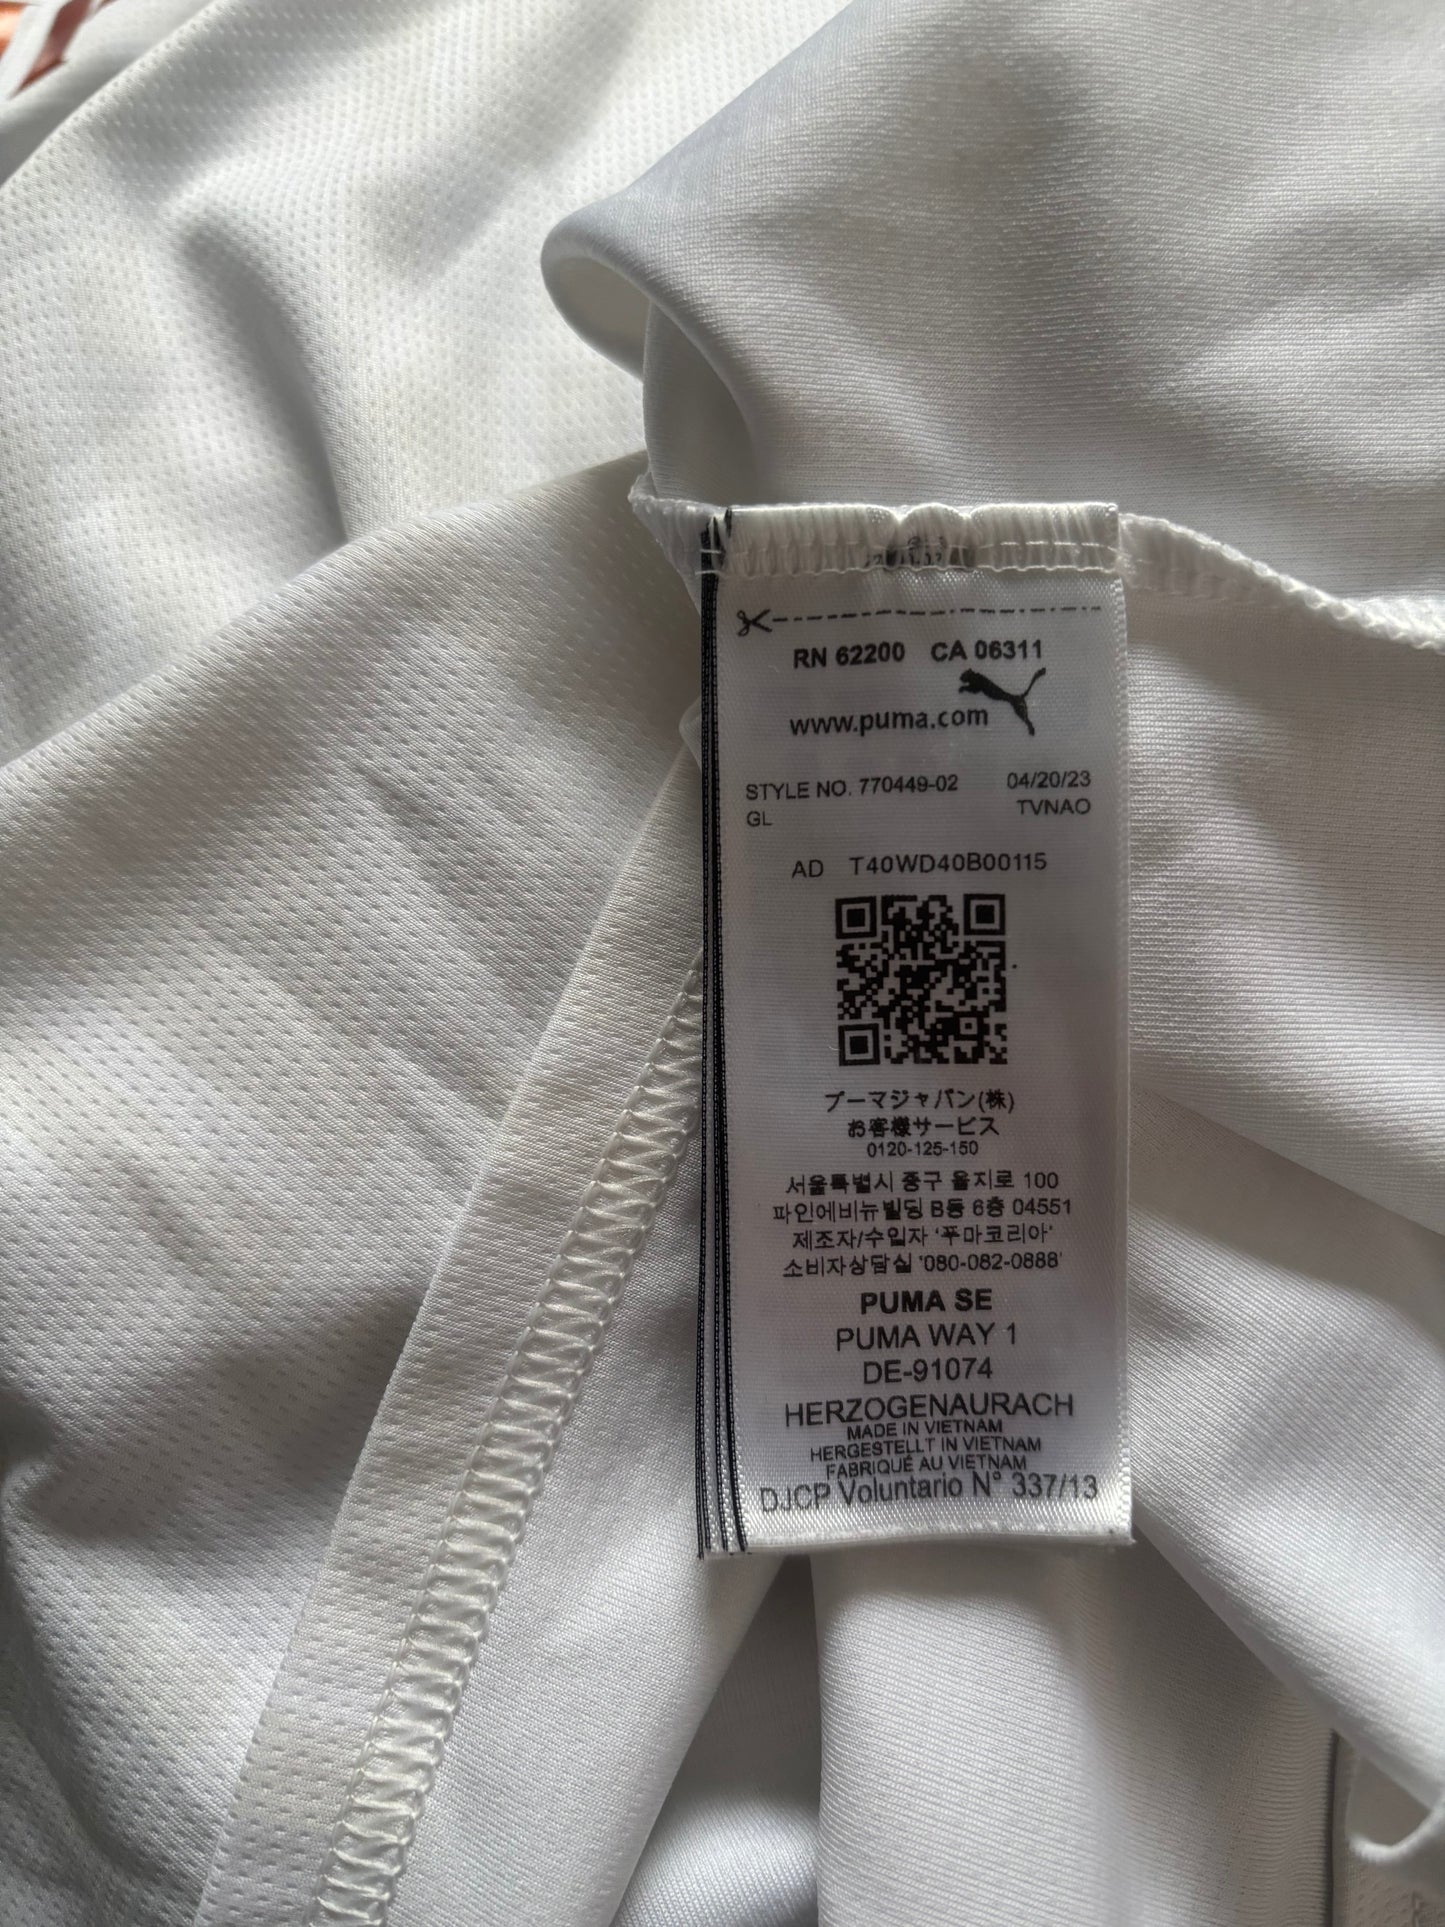 RN 62200 CA 06311
www.puma.com
STYLE NO. 770449-02 04/20/23
GL TVNAO
AD T40WD40B00115
プーマジャパン(株)
お客様サービス
0120-125-150
서울특별시 중구 을지로 100
파인에비뉴빌딩 B동 6층 04551
제조자/수입자 '푸마코리아'
소비자상담실 '080-082-0888'
PUMA SE
PUMA WAY 1
DE-91074
HERZOGENAURACH
MADE IN VIETNAM
HERGESTELLT IN VIETNAM
FABRIQUÉ AU VIETNAM
DJCP Voluntario N° 337/13